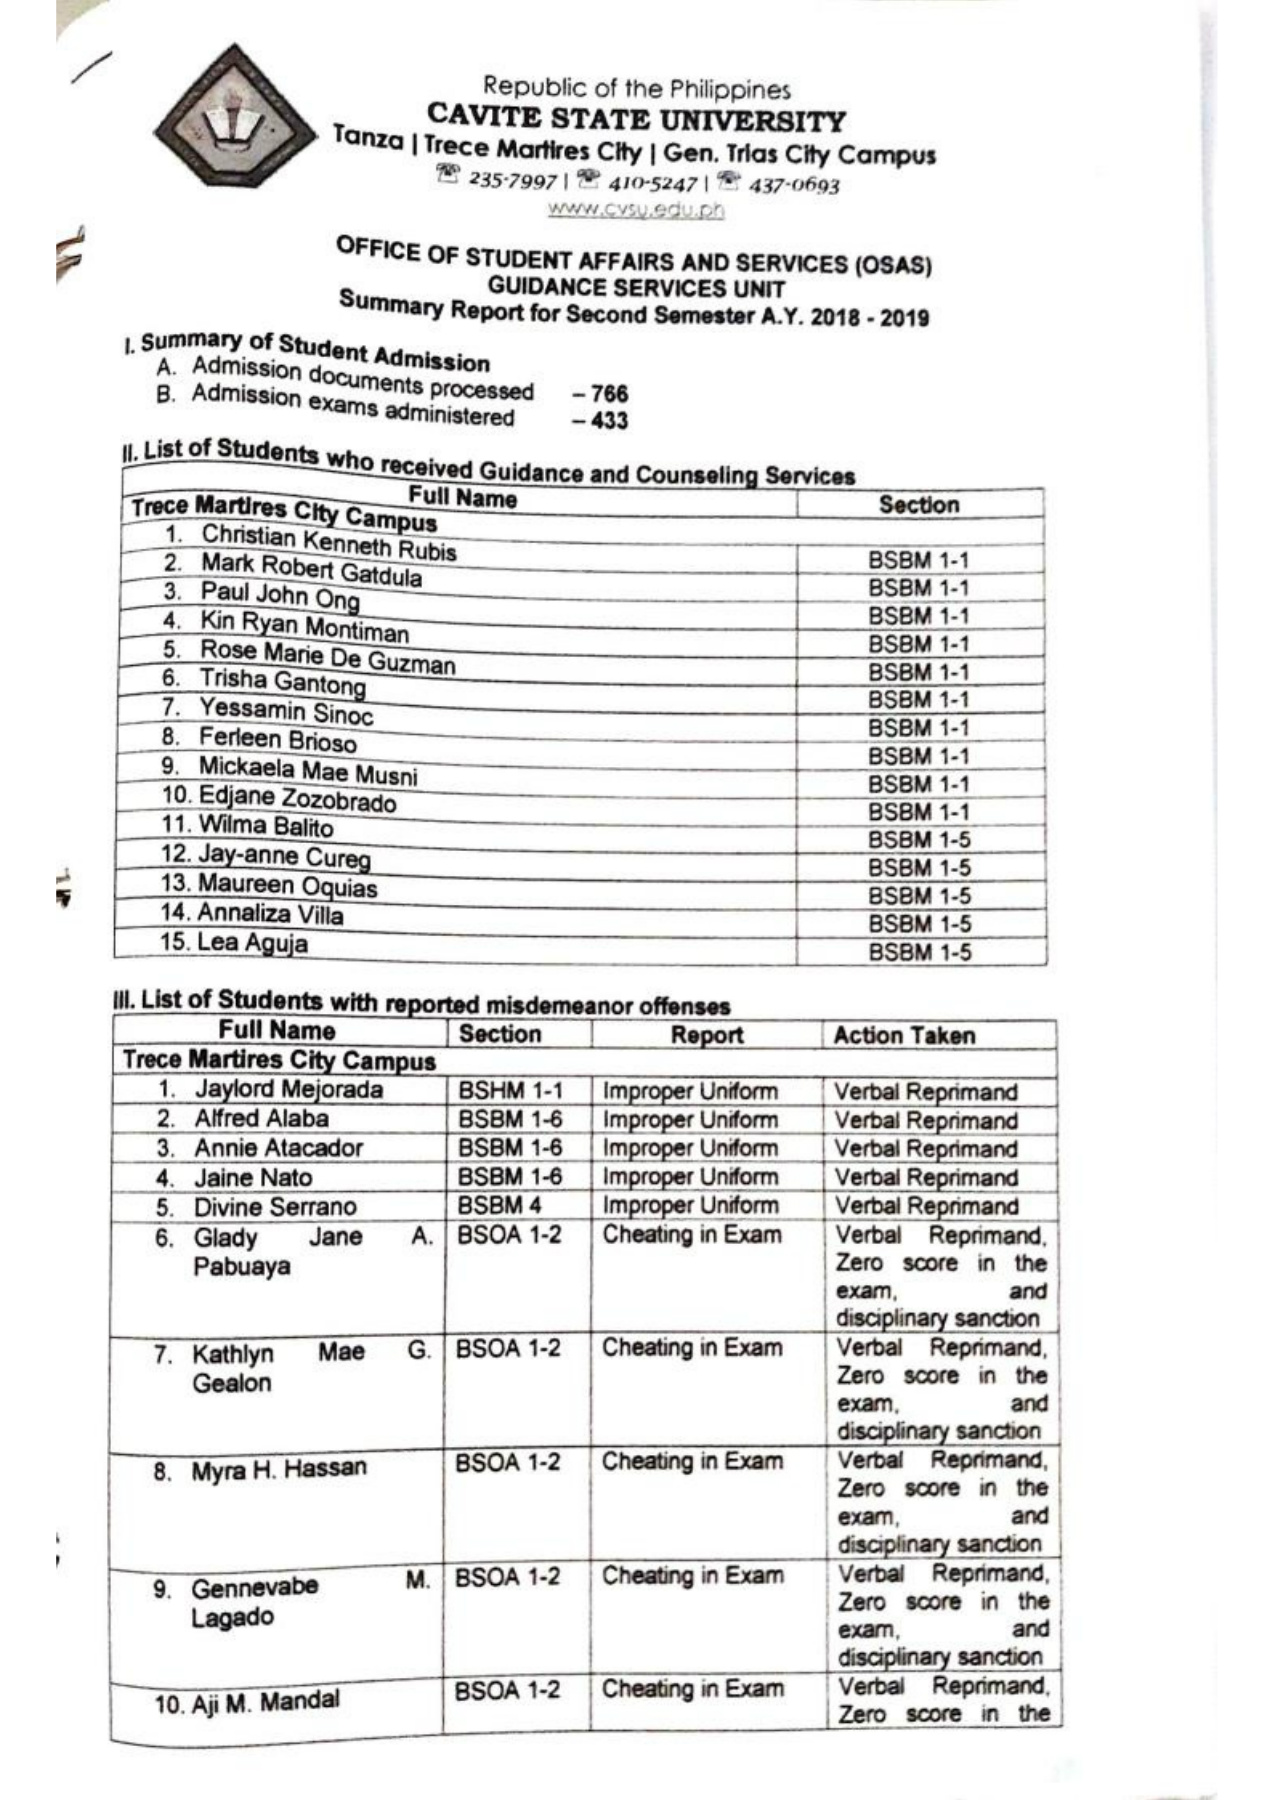 Republic of the Philippines
CAVITE STATE UNIVERSITY
Tanza | Trece Martires City | Gen. Trias City Campus
☏ 235-7997 | ☏ 410-5247 | ☏ 437-0693
www.cvsu.edu.ph
OFFICE OF STUDENT AFFAIRS AND SERVICES (OSAS)
GUIDANCE SERVICES UNIT
Summary Report for Second Semester A.Y. 2018 - 2019
I. Summary of Student Admission
A. Admission documents processed – 766
B. Admission exams administered – 433
II. List of Students who received Guidance and Counseling Services
Full Name Section
Trece Martires City Campus
1. Christian Kenneth Rubis BSBM 1-1
2. Mark Robert Gatdula BSBM 1-1
3. Paul John Ong BSBM 1-1
4. Kin Ryan Montiman BSBM 1-1
5. Rose Marie De Guzman BSBM 1-1
6. Trisha Gantong BSBM 1-1
7. Yessamin Sinoc BSBM 1-1
8. Ferleen Brioso BSBM 1-1
9. Mickaela Mae Musni BSBM 1-1
10. Edjane Zozobrado BSBM 1-1
11. Wilma Balito BSBM 1-5
12. Jay-anne Cureg BSBM 1-5
13. Maureen Oquias BSBM 1-5
14. Annaliza Villa BSBM 1-5
15. Lea Aguja BSBM 1-5
III. List of Students with reported misdemeanor offenses
Full Name Section Report Action Taken
Trece Martires City Campus
1. Jaylord Mejorada BSHM 1-1 Improper Uniform Verbal Reprimand
2. Alfred Alaba BSBM 1-6 Improper Uniform Verbal Reprimand
3. Annie Atacador BSBM 1-6 Improper Uniform Verbal Reprimand
4. Jaine Nato BSBM 1-6 Improper Uniform Verbal Reprimand
5. Divine Serrano BSBM 4 Improper Uniform Verbal Reprimand
6. Glady Jane A. BSOA 1-2 Cheating in Exam Verbal Reprimand,
Pabuaya Zero score in the
exam, and
disciplinary sanction
7. Kathlyn Mae G. BSOA 1-2 Cheating in Exam Verbal Reprimand,
Gealon Zero score in the
exam, and
disciplinary sanction
8. Myra H. Hassan BSOA 1-2 Cheating in Exam Verbal Reprimand,
Zero score in the
exam, and
disciplinary sanction
9. Gennevabe M. BSOA 1-2 Cheating in Exam Verbal Reprimand,
Lagado Zero score in the
exam, and
disciplinary sanction
10. Aji M. Mandal BSOA 1-2 Cheating in Exam Verbal Reprimand,
Zero score in the